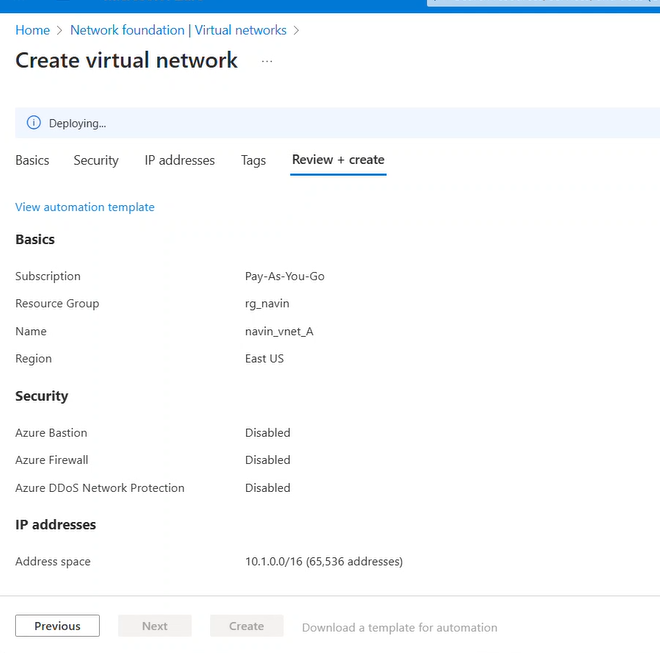 Home > Network foundation | Virtual networks >
Create virtual network ...
Deploying...
Basics Security IP addresses Tags Review + create
View automation template
Basics
Subscription Pay-As-You-Go
Resource Group rg_navin
Name navin_vnet_A
Region East US
Security
Azure Bastion Disabled
Azure Firewall Disabled
Azure DDoS Network Protection Disabled
IP addresses
Address space 10.1.0.0/16 (65,536 addresses)
Previous Next Create Download a template for automation